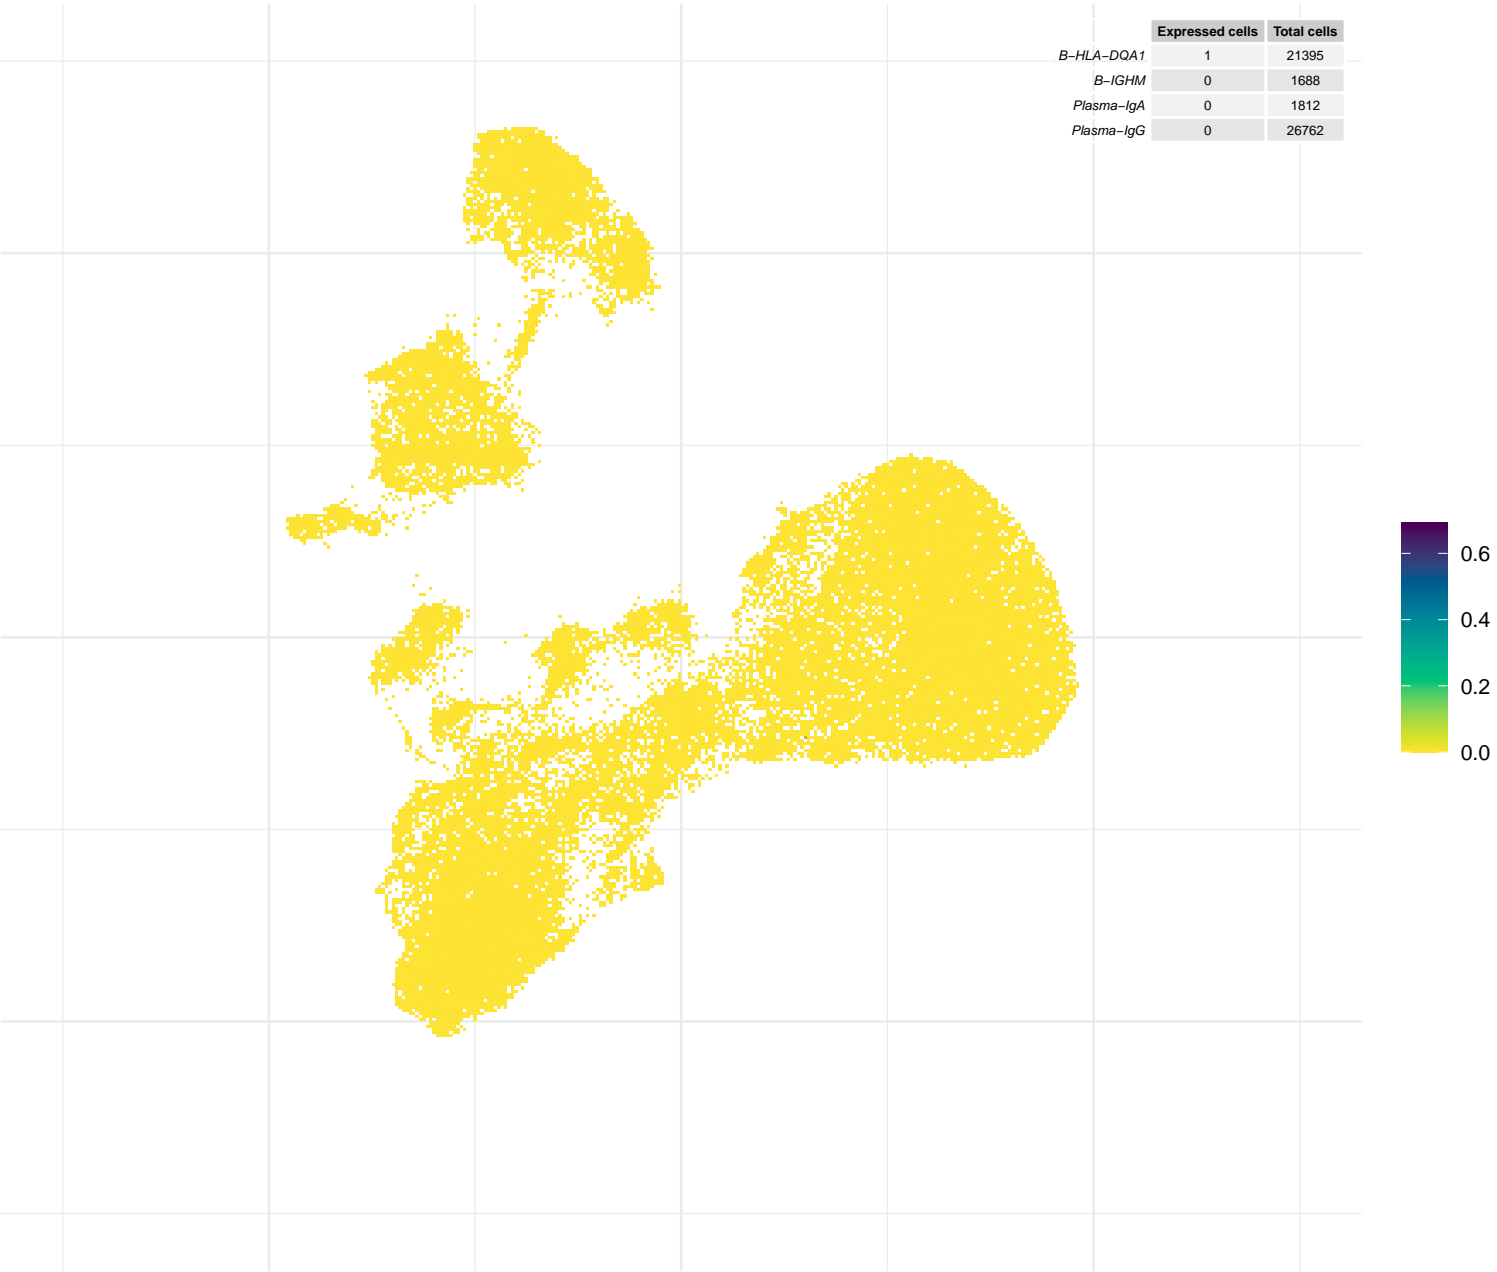 Expressed cells Total cells
B−HLA−DQA1 1 21395
B−IGHM 0 1688
Plasma−IgA 0 1812
Plasma−IgG 0 26762
0.6
0.4
0.2
0.0